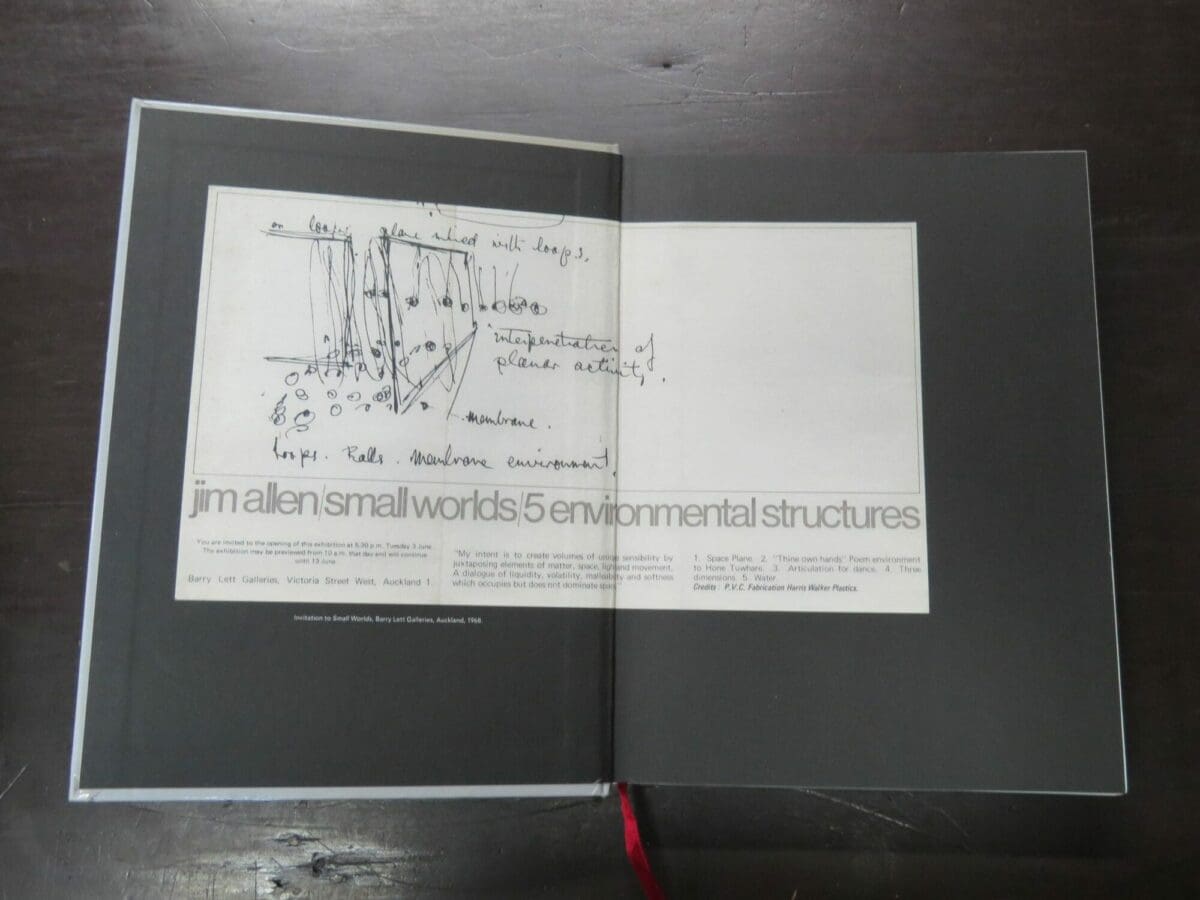 on loops
plane mixed with loops.
interpenetration of
planar activity.
membrane.
hoops. Balls. membrane environment.
jim allen/small worlds/5 environmental structures
You are invited to the opening of this exhibition at 5.30 p.m. Tuesday 3 June.
The exhibition may be previewed from 10 a.m. that day and will continue
until 13 June.
Barry Lett Galleries, Victoria Street West, Auckland 1.
"My intent is to create volumes of unique sensibility by
juxtaposing elements of matter, space, light and movement.
A dialogue of liquidity, volatility, malleability and softness
which occupies but does not dominate space."
1. Space Plane. 2. "Thine own hands" Poem environment
to Hone Tuwhare. 3. Articulation for dance. 4. Three
dimensions. 5. Water.
Credits: P.V.C. Fabrication Harris Walker Plastics.
Invitation to Small Worlds, Barry Lett Galleries, Auckland, 1968.